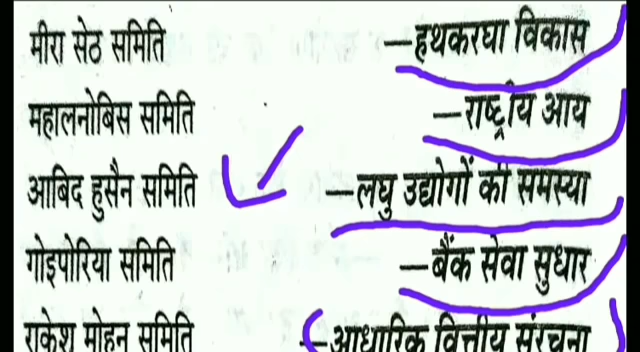 मीरा सेठ समिति —हथकरघा विकास
महालनोबिस समिति —राष्ट्रीय आय
आबिद हुसैन समिति —लघु उद्योगों की समस्या
गोइपोरिया समिति —बैंक सेवा सुधार
राकेश मोहन समिति —आधारिक वित्तीय संरचना